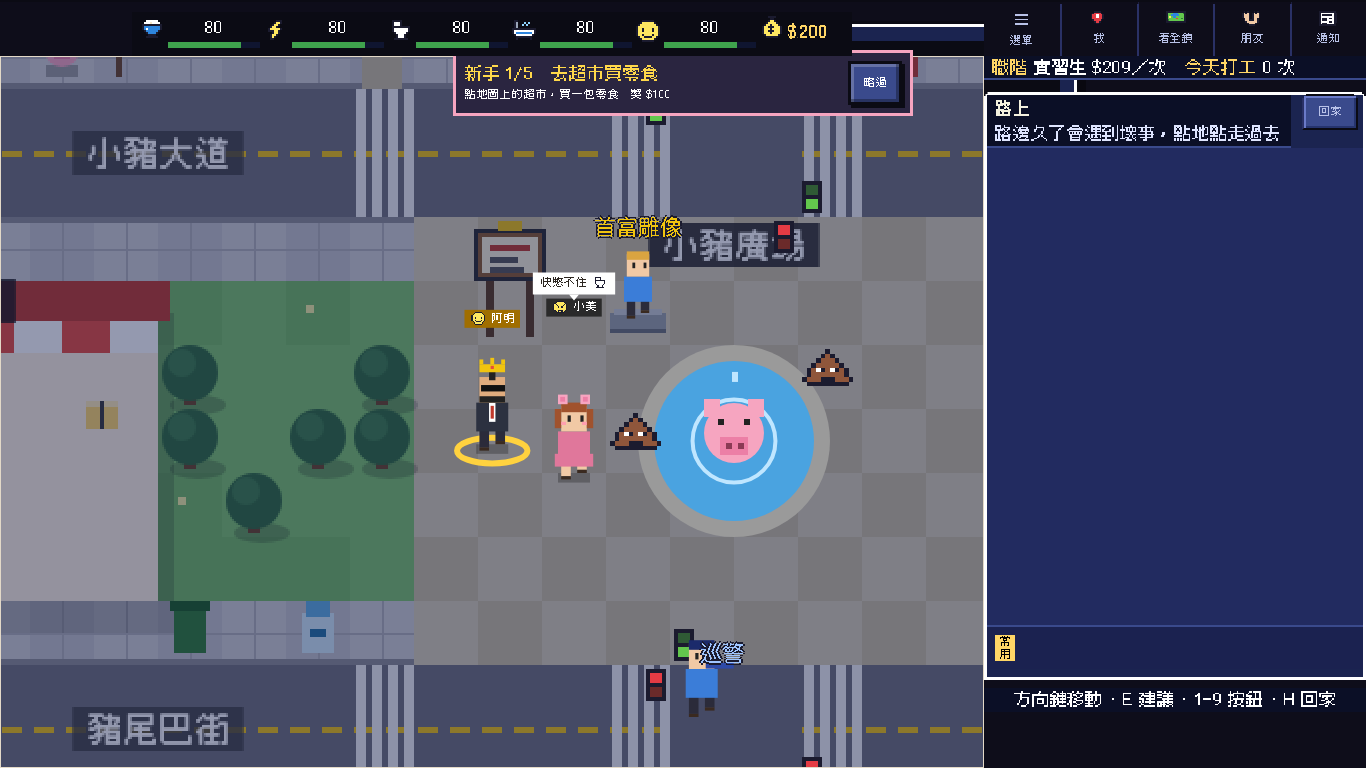 80 80 80 80 80 $200
選單 我 看全鎮 朋友 通知
新手 1/5 去超市買零食
點地圖上的超市，買一包零食 獎 $100
略過
職階 實習生 $209／次 今天打工 0 次
路上
回家
路邊久了會遇到壞事，點地點走過去
小豬大道
首富雕像
小豬廣場
快憋不住
小美
阿明
巡警
豬尾巴街
常用
方向鍵移動 · E 建議 · 1-9 按鈕 · H 回家